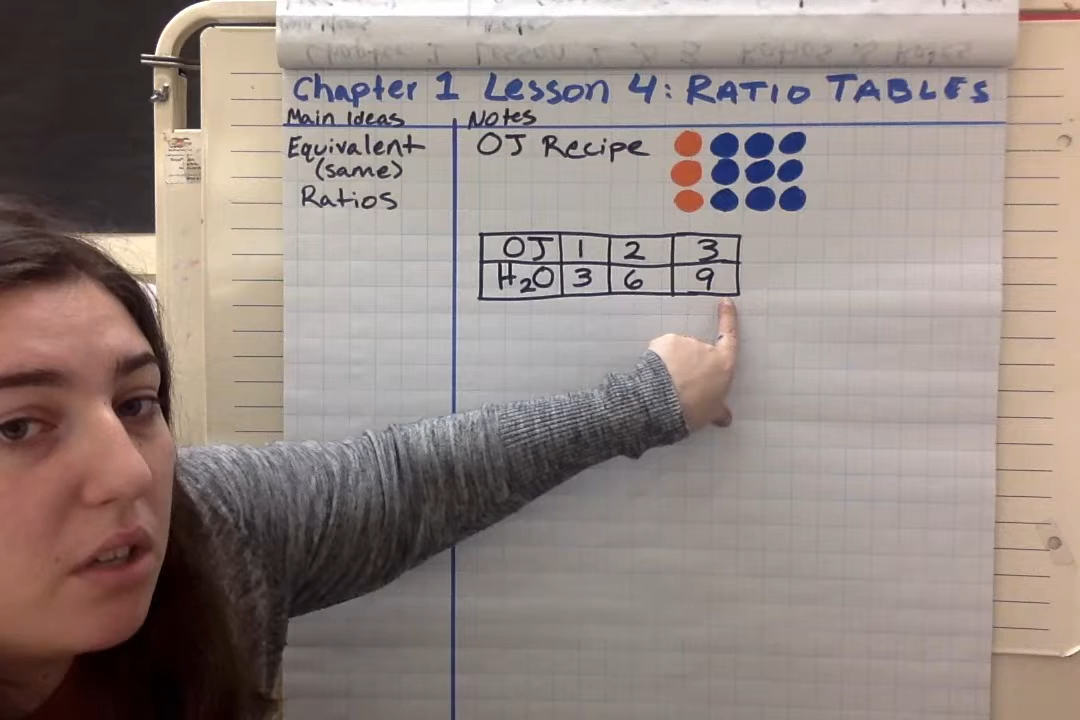 Chapter 1 Lesson 4: RATIO TABLES
Main Ideas
Notes
Equivalent
(same)
Ratios
OJ Recipe
OJ 1 2 3
H₂O 3 6 9